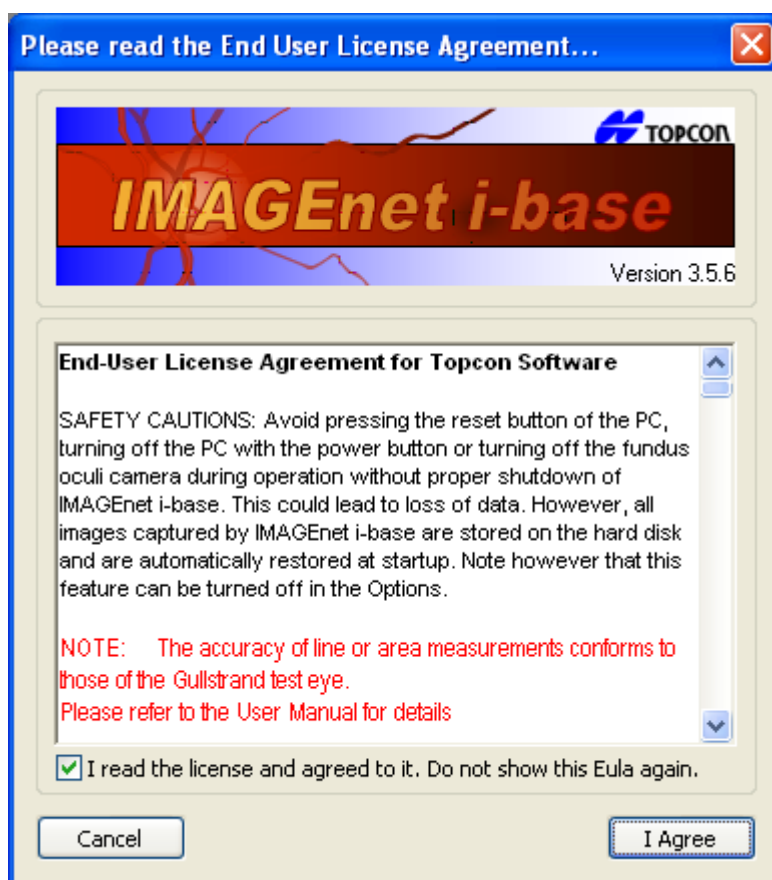 Please read the End User License Agreement...
TOPCON
IMAGEnet i-base
Version 3.5.6
End-User License Agreement for Topcon Software
SAFETY CAUTIONS: Avoid pressing the reset button of the PC,
turning off the PC with the power button or turning off the fundus
oculi camera during operation without proper shutdown of
IMAGEnet i-base. This could lead to loss of data. However, all
images captured by IMAGEnet i-base are stored on the hard disk
and are automatically restored at startup. Note however that this
feature can be turned off in the Options.
NOTE: The accuracy of line or area measurements conforms to
those of the Gullstrand test eye.
Please refer to the User Manual for details
I read the license and agreed to it. Do not show this Eula again.
Cancel
I Agree